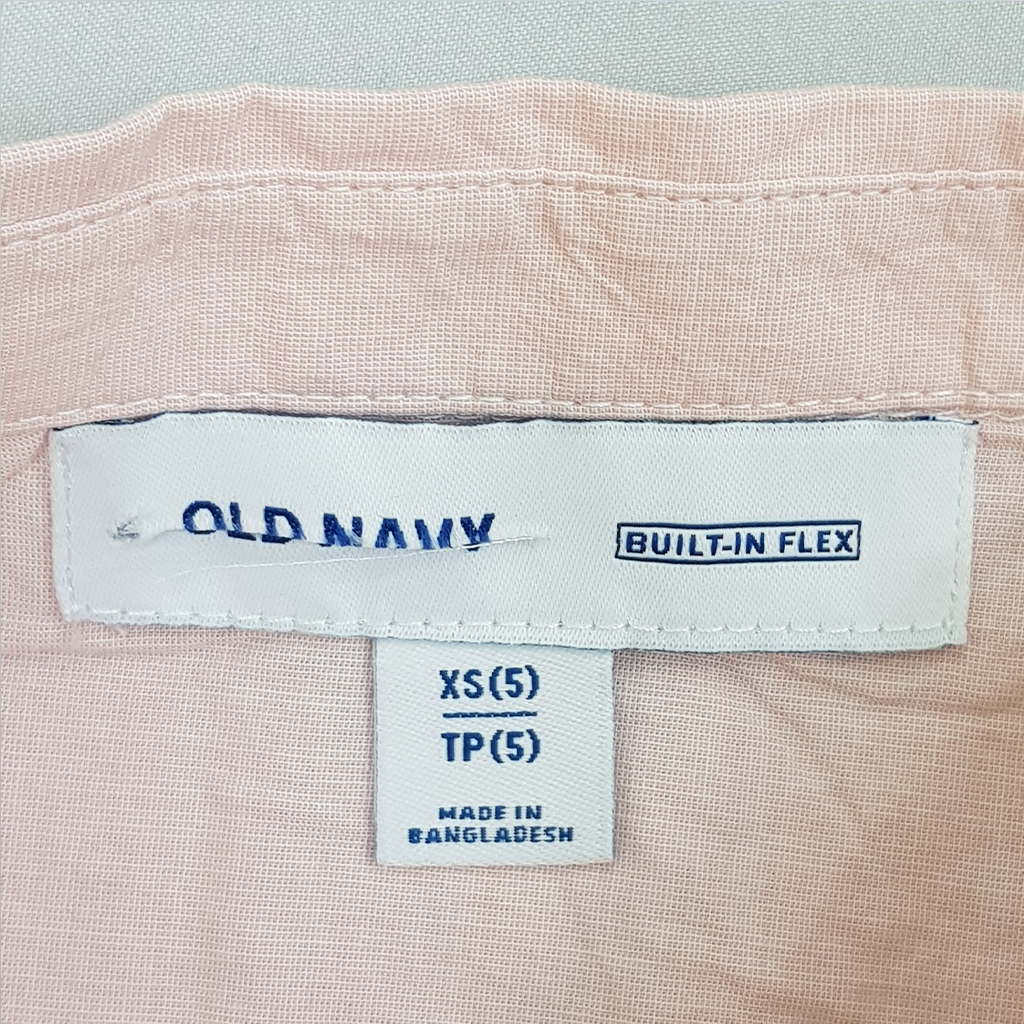 OLD NAVY
BUILT-IN FLEX
XS(5)
TP(5)
MADE IN
BANGLADESH